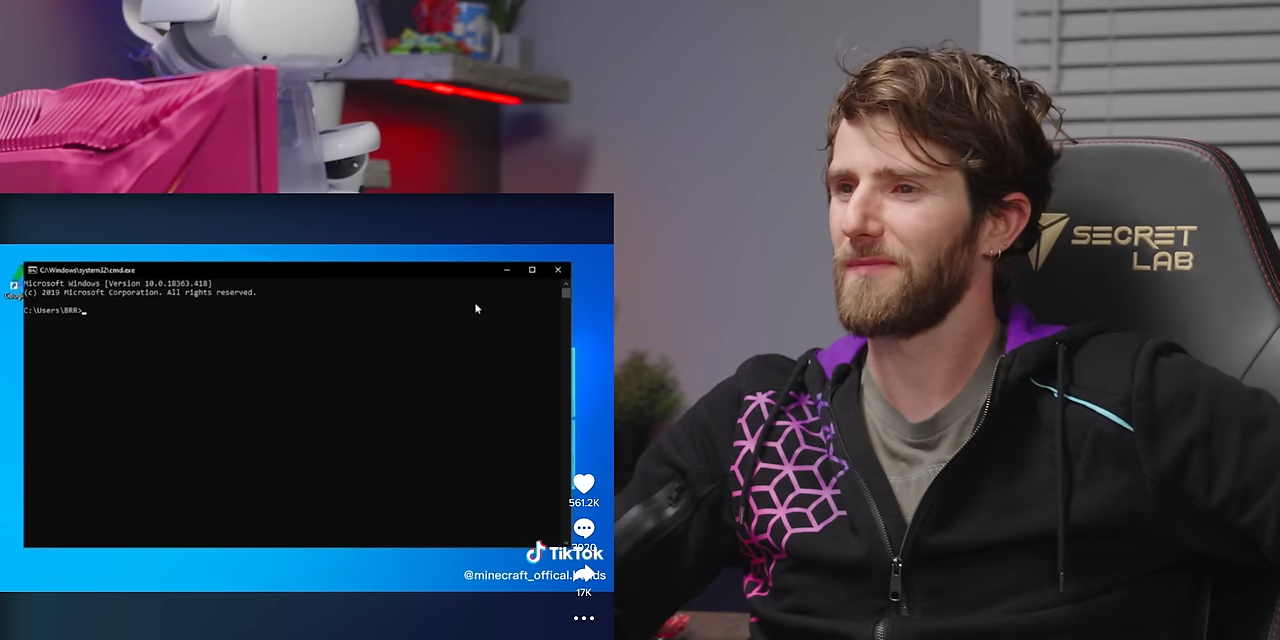 C:\Windows\system32\cmd.exe
Microsoft Windows [Version 10.0.18363.418]
(c) 2019 Microsoft Corporation. All rights reserved.
C:\Users\BRR>
561.2K
TikTok
@minecraft_offical.
17K
SECRET
LAB